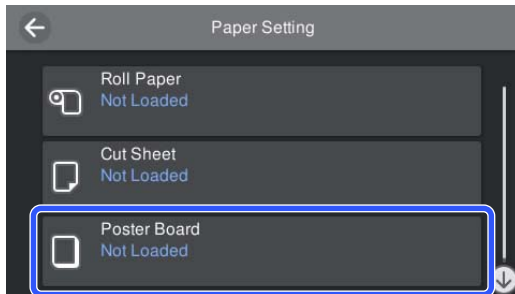 Paper Setting
Roll Paper
Not Loaded
Cut Sheet
Not Loaded
Poster Board
Not Loaded